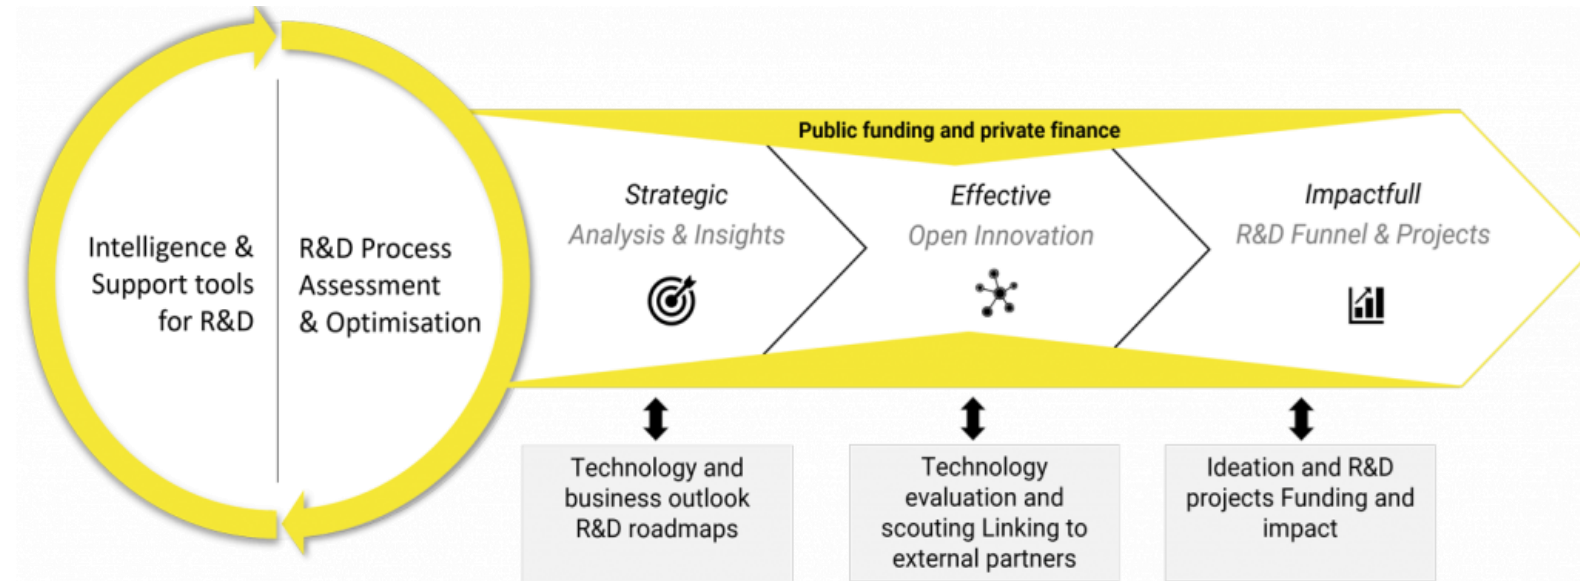 Public funding and private finance
Intelligence &
Support tools
for R&D
R&D Process
Assessment
& Optimisation
Strategic
Analysis & Insights
Effective
Open Innovation
Impactfull
R&D Funnel & Projects
Technology and
business outlook
R&D roadmaps
Technology
evaluation and
scouting Linking to
external partners
Ideation and R&D
projects Funding and
impact